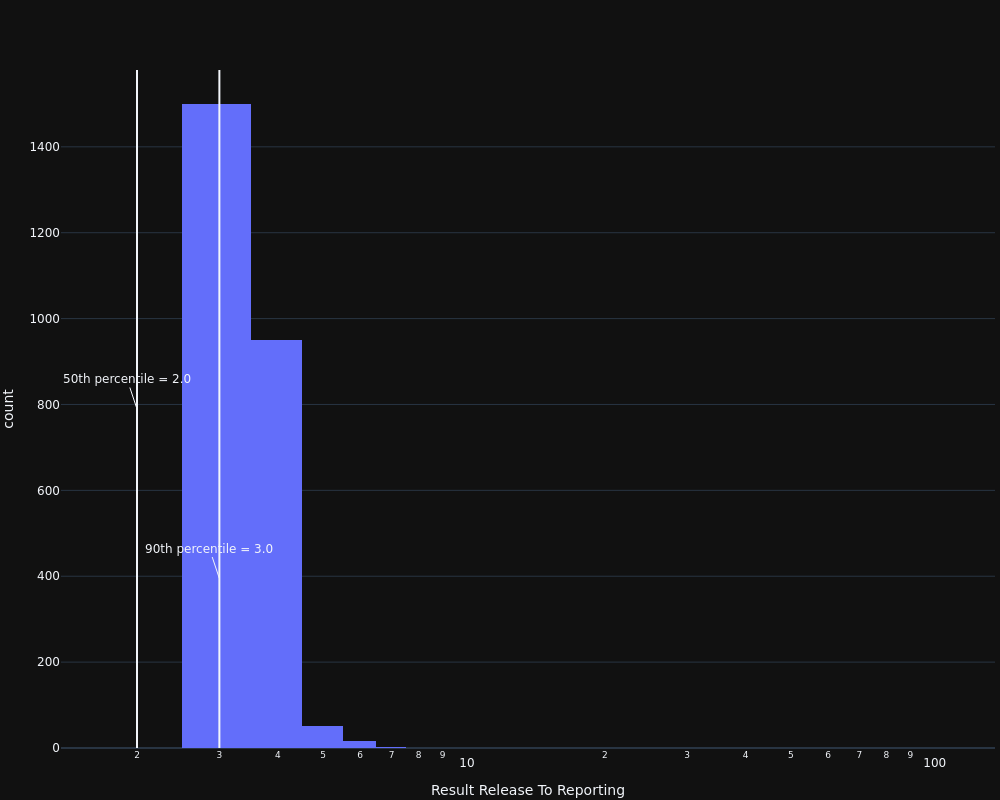 1400
1200
1000
800
600
400
200
0
count
50th percentile = 2.0
90th percentile = 3.0
2 3 4 5 6 7 8 9 10 2 3 4 5 6 7 8 9 100
Result Release To Reporting